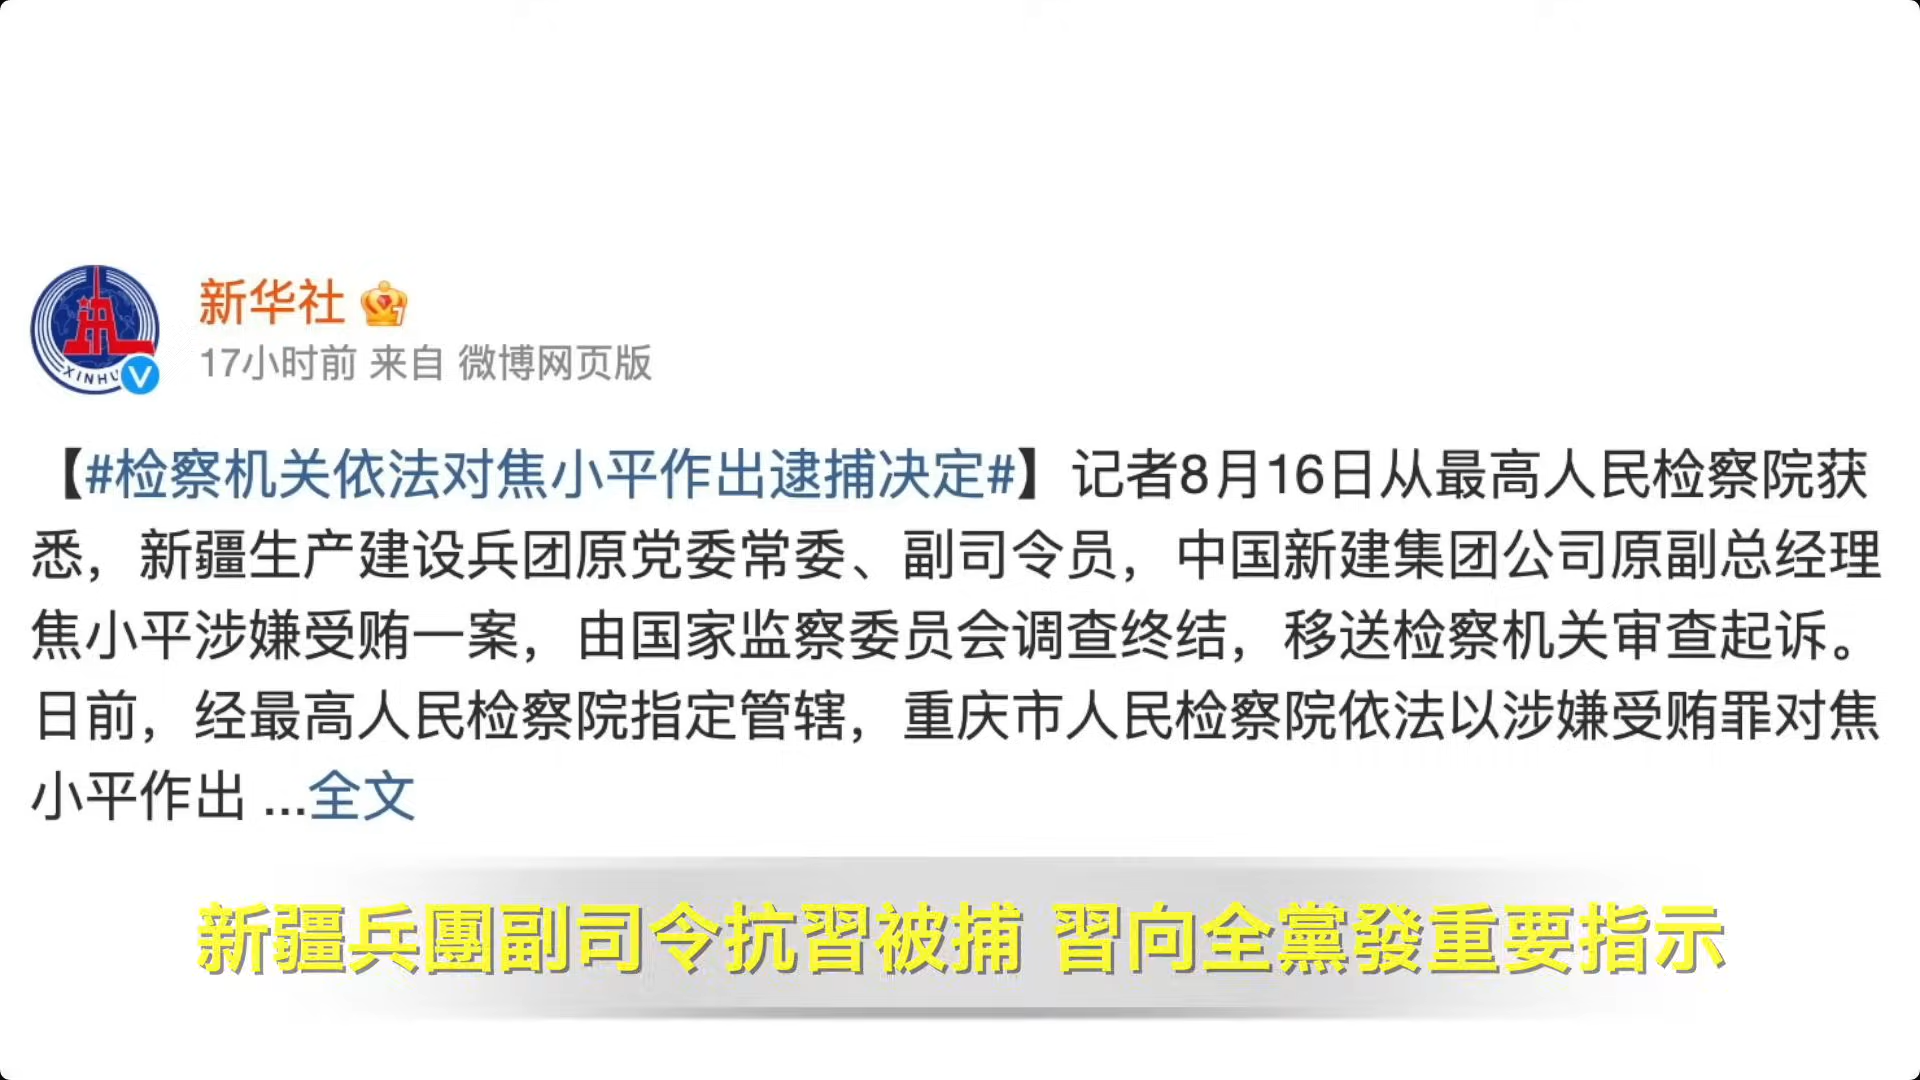 新华社
17小时前 来自 微博网页版
XINHU
V
【#检察机关依法对焦小平作出逮捕决定#】记者8月16日从最高人民检察院获
悉，新疆生产建设兵团原党委常委、副司令员，中国新建集团公司原副总经理
焦小平涉嫌受贿一案，由国家监察委员会调查终结，移送检察机关审查起诉。
日前，经最高人民检察院指定管辖，重庆市人民检察院依法以涉嫌受贿罪对焦
小平作出 ...全文
新疆兵團副司令抗習被捕 習向全黨發重要指示